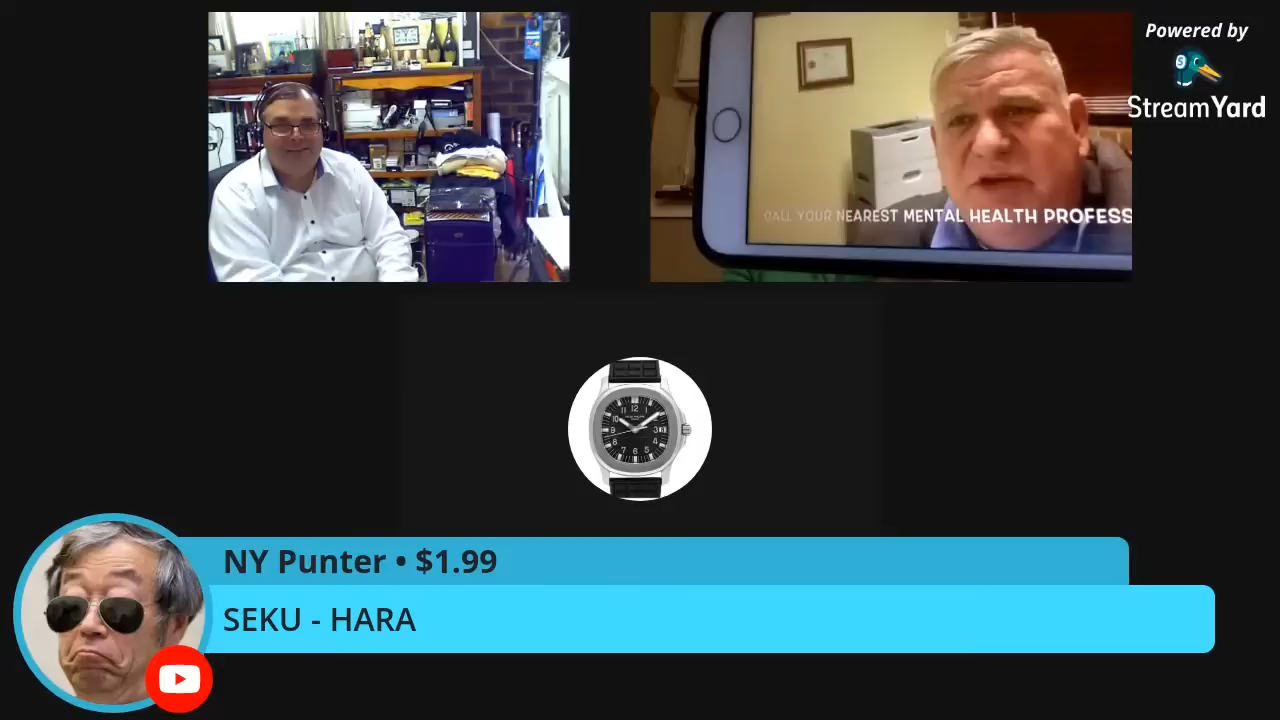 Powered by
StreamYard
CALL YOUR NEAREST MENTAL HEALTH PROFESS
NY Punter • $1.99
SEKU - HARA